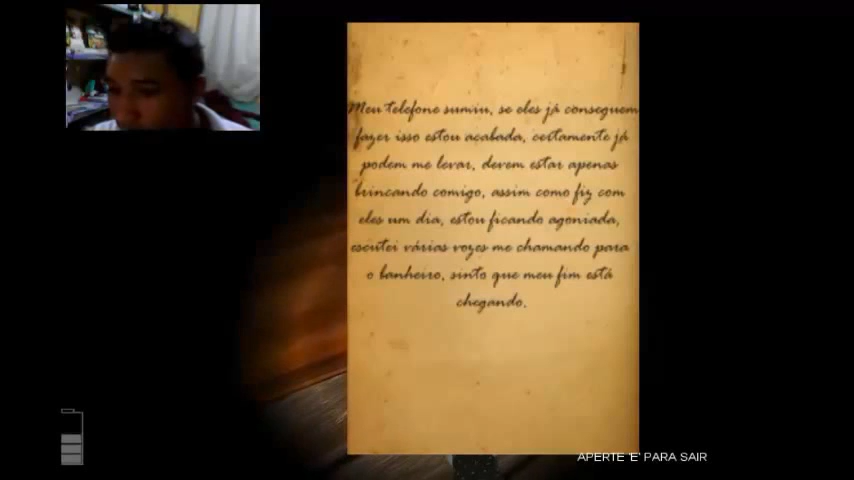 Meu telefone sumiu, se eles já conseguem
fazer isso estou acabada, certamente já
podem me levar, devem estar apenas
brincando comigo, assim como fiz com
eles um dia, estou ficando agoniada,
escutei várias vozes me chamando para
o banheiro, sinto que meu fim está
chegando.
APERTE 'E' PARA SAIR